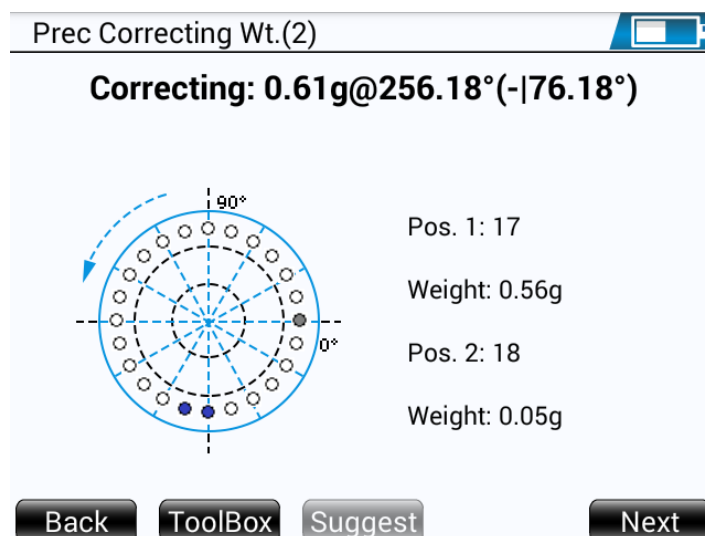 Prec Correcting Wt.(2)
Correcting: 0.61g@256.18°(-|76.18°)
90°
Pos. 1: 17
Weight: 0.56g
0°
Pos. 2: 18
Weight: 0.05g
Back
ToolBox
Suggest
Next